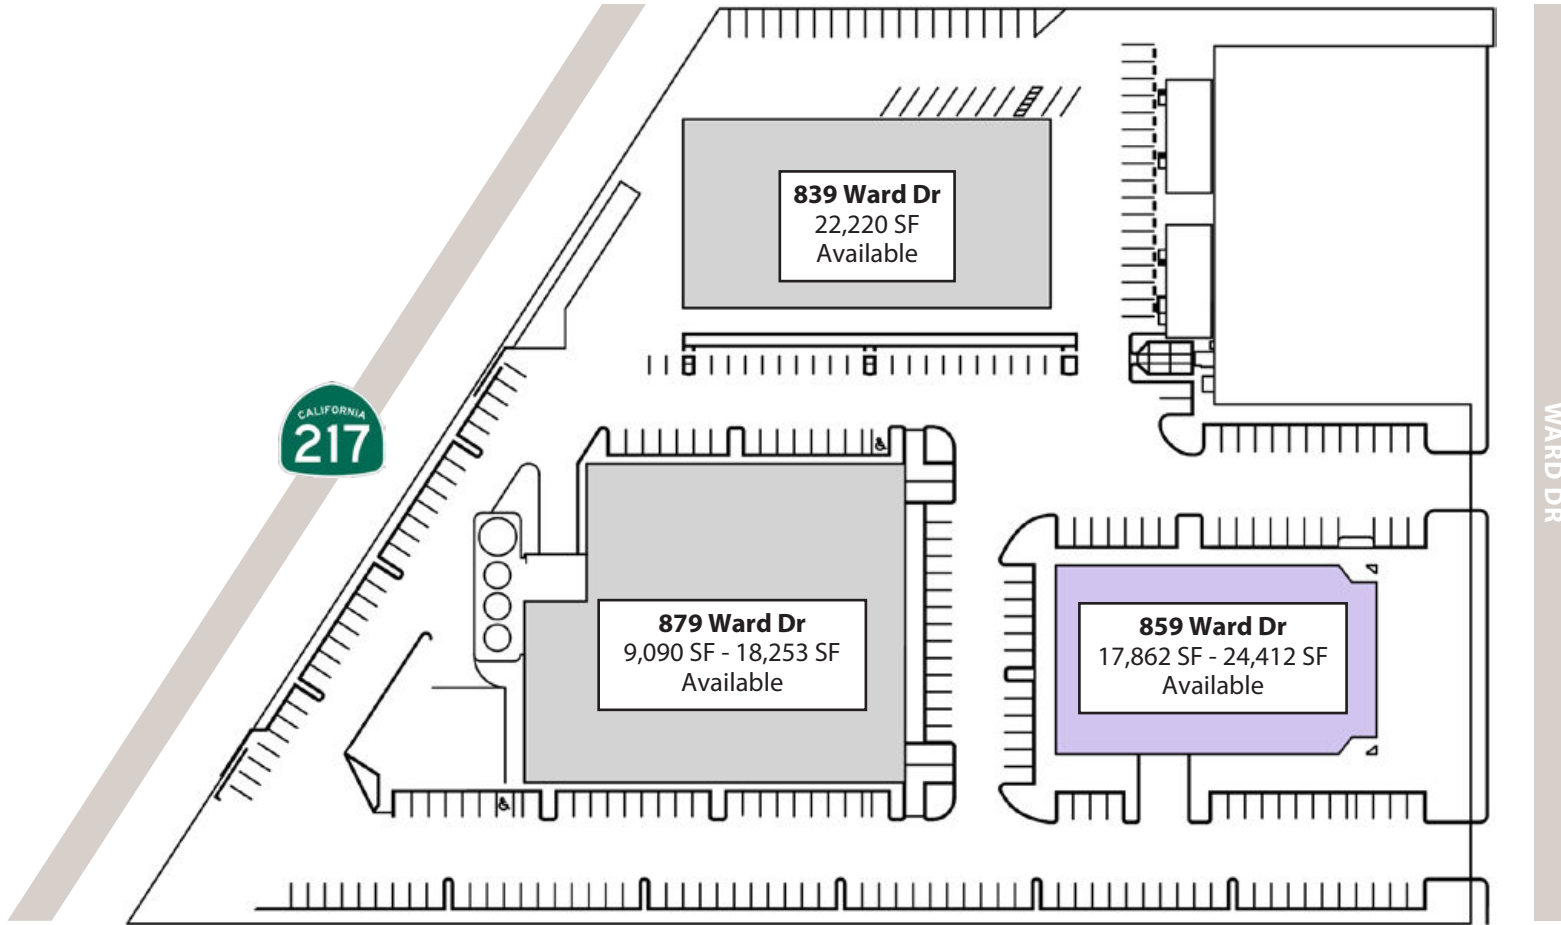 839 Ward Dr
22,220 SF
Available
CALIFORNIA
217
WARD DR
879 Ward Dr
9,090 SF - 18,253 SF
Available
859 Ward Dr
17,862 SF - 24,412 SF
Available